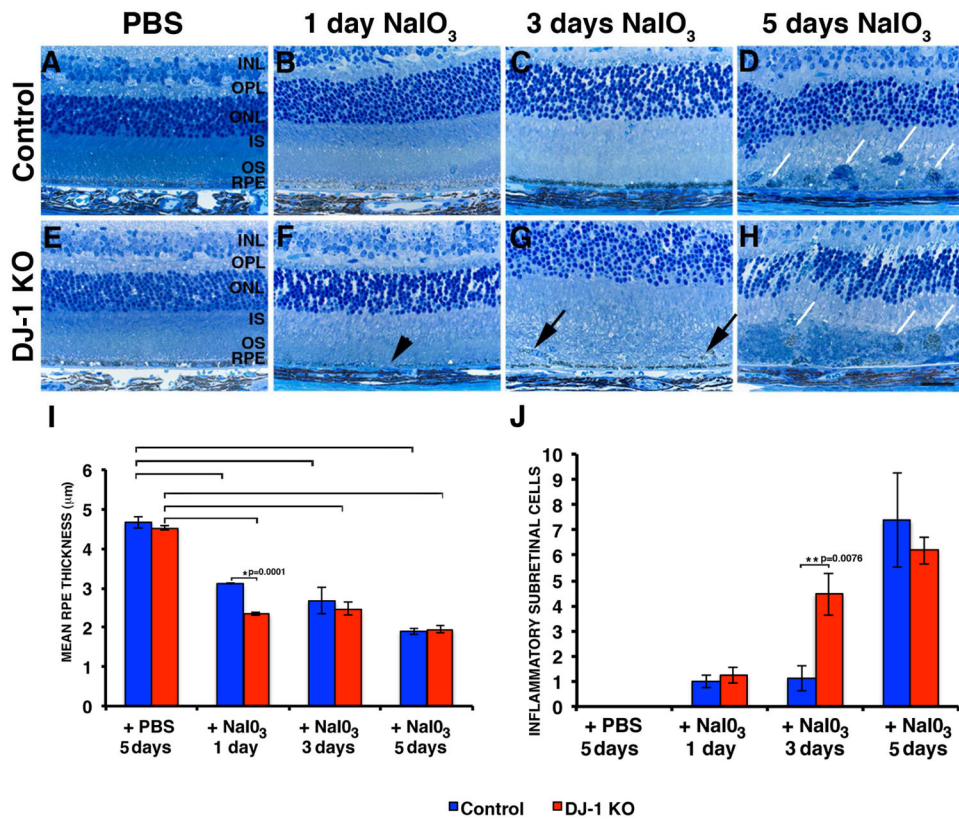 PBS
1 day NaIO3
3 days NaIO3
5 days NaIO3
Control
A
INL
OPL
ONL
IS
OS
RPE
B
C
D
DJ-1 KO
E
INL
OPL
ONL
IS
OS
RPE
F
G
H
I
MEAN RPE THICKNESS (μm)
6
5
4
3
2
1
0
*p=0.0001
+ PBS
5 days
+ NaI03
1 day
+ NaI03
3 days
+ NaI03
5 days
J
INFLAMMATORY SUBRETINAL CELLS
10
9
8
7
6
5
4
3
2
1
0
**p=0.0076
+ PBS
5 days
+ NaI03
1 day
+ NaI03
3 days
+ NaI03
5 days
Control
DJ-1 KO